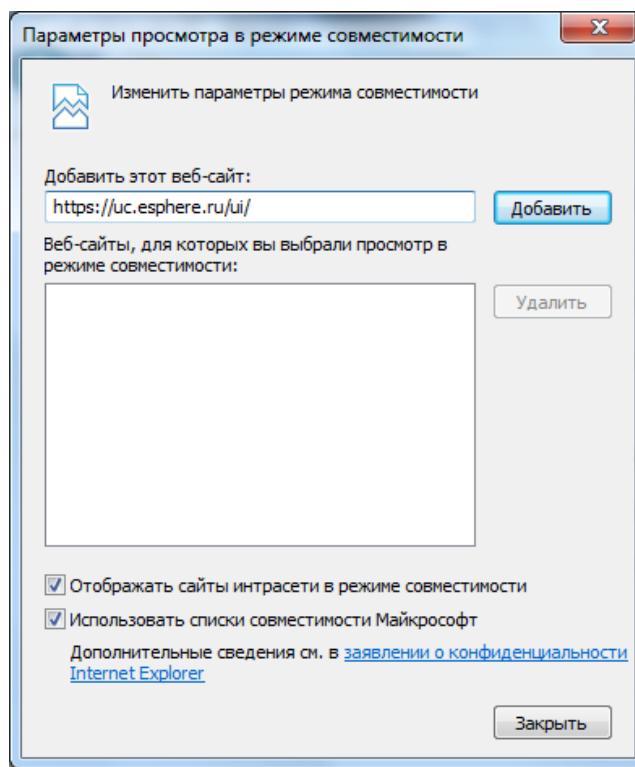 Параметры просмотра в режиме совместимости
Изменить параметры режима совместимости
Добавить этот веб-сайт:
https://uc.esphere.ru/ui/
Добавить
Веб-сайты, для которых вы выбрали просмотр в
режиме совместимости:
Удалить
Отображать сайты интрасети в режиме совместимости
Использовать списки совместимости Майкрософт
Дополнительные сведения см. в заявлении о конфиденциальности
Internet Explorer
Закрыть